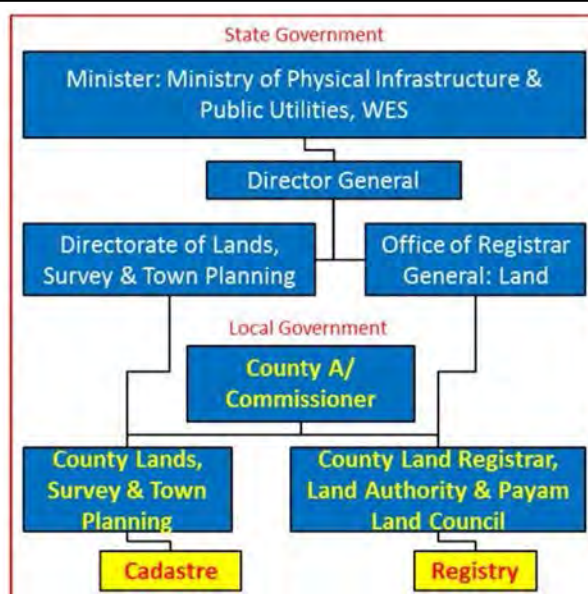 State Government
Minister: Ministry of Physical Infrastructure &
Public Utilities, WES
Director General
Directorate of Lands,
Survey & Town Planning
Office of Registrar
General: Land
Local Government
County A/
Commissioner
County Lands,
Survey & Town
Planning
County Land Registrar,
Land Authority & Payam
Land Council
Cadastre
Registry